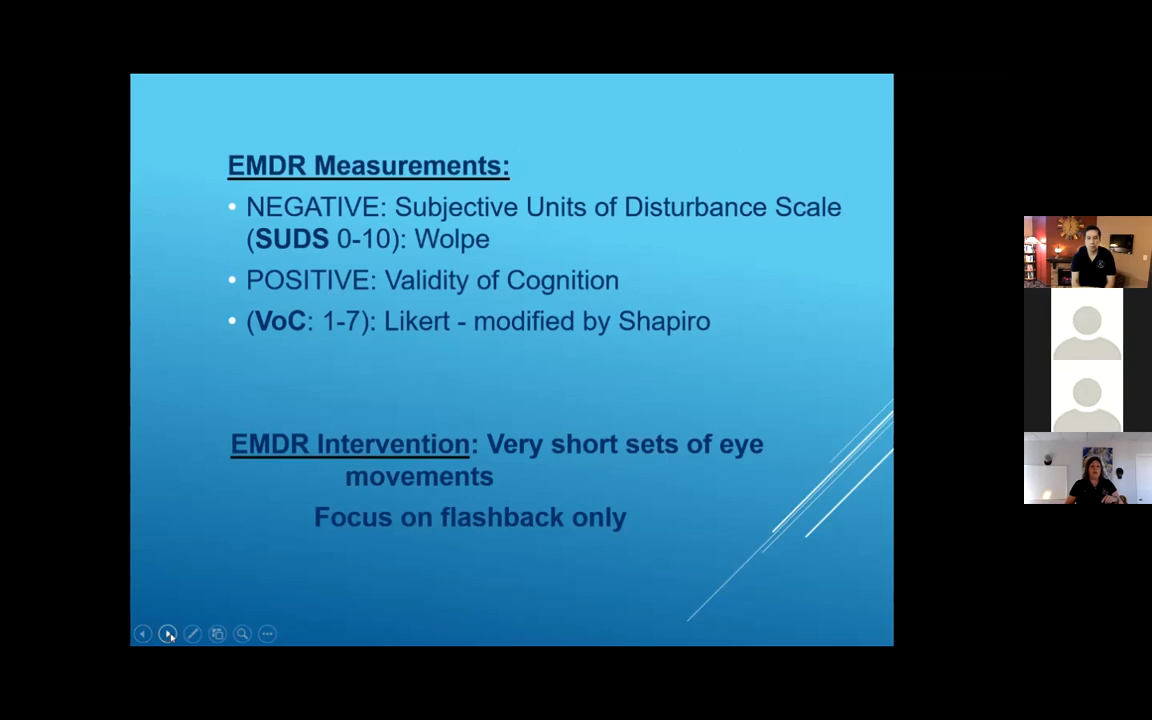 EMDR Measurements:
• NEGATIVE: Subjective Units of Disturbance Scale
(SUDS 0-10): Wolpe
• POSITIVE: Validity of Cognition
• (VoC: 1-7): Likert - modified by Shapiro
EMDR Intervention: Very short sets of eye
movements
Focus on flashback only